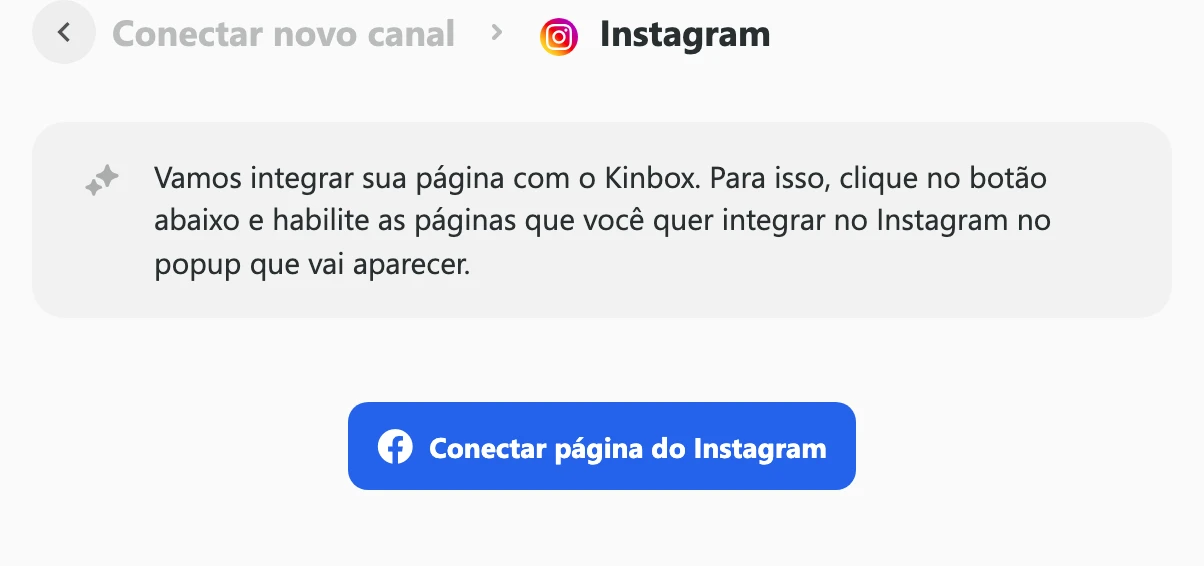 Conectar novo canal > Instagram
Vamos integrar sua página com o Kinbox. Para isso, clique no botão
abaixo e habilite as páginas que você quer integrar no Instagram no
popup que vai aparecer.
Conectar página do Instagram